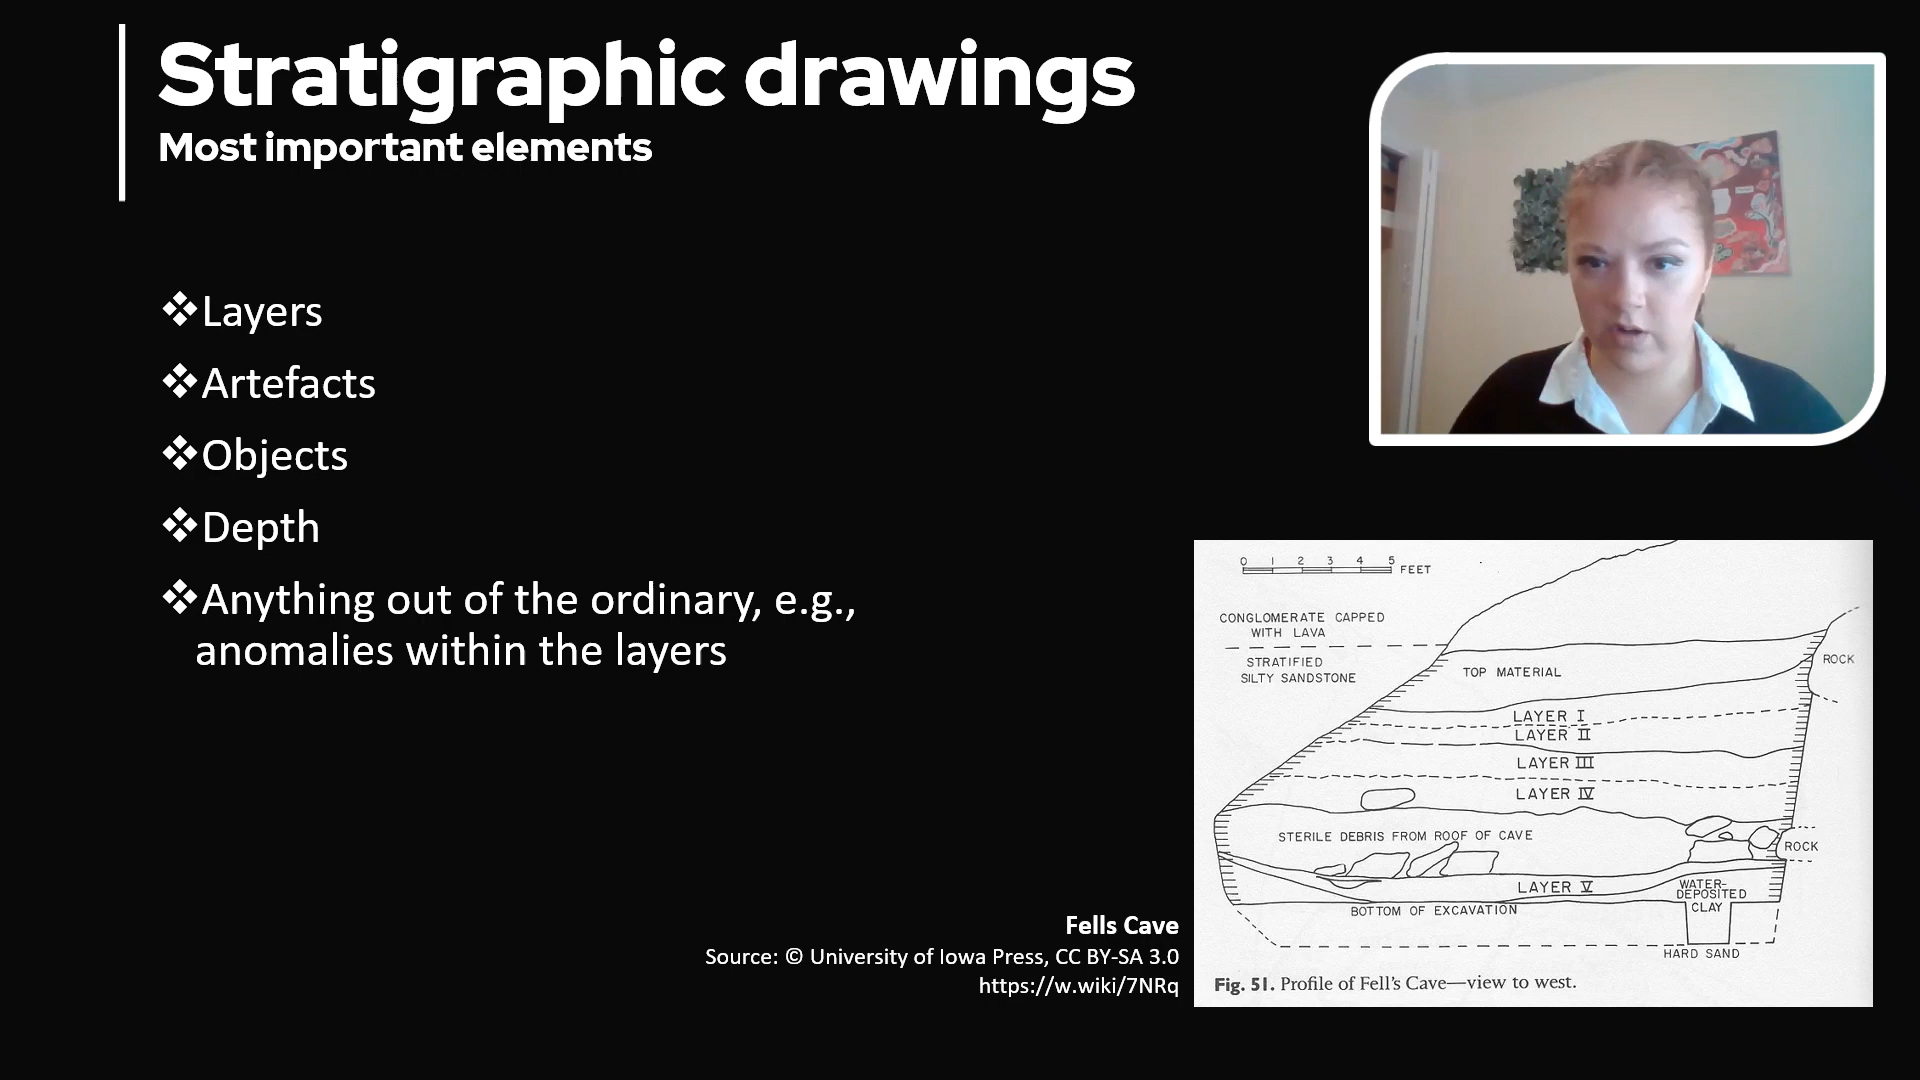 Stratigraphic drawings
Most important elements
❖Layers
❖Artefacts
❖Objects
❖Depth
❖Anything out of the ordinary, e.g.,
anomalies within the layers
Fells Cave
Source: © University of Iowa Press, CC BY-SA 3.0
https://w.wiki/7NRq
0 1 2 3 4 5 FEET
CONGLOMERATE CAPPED
WITH LAVA
STRATIFIED
SILTY SANDSTONE
TOP MATERIAL
ROCK
LAYER I
LAYER II
LAYER III
LAYER IV
STERILE DEBRIS FROM ROOF OF CAVE
ROCK
LAYER V
WATER-
DEPOSITED
CLAY
BOTTOM OF EXCAVATION
HARD SAND
Fig. 51. Profile of Fell's Cave—view to west.